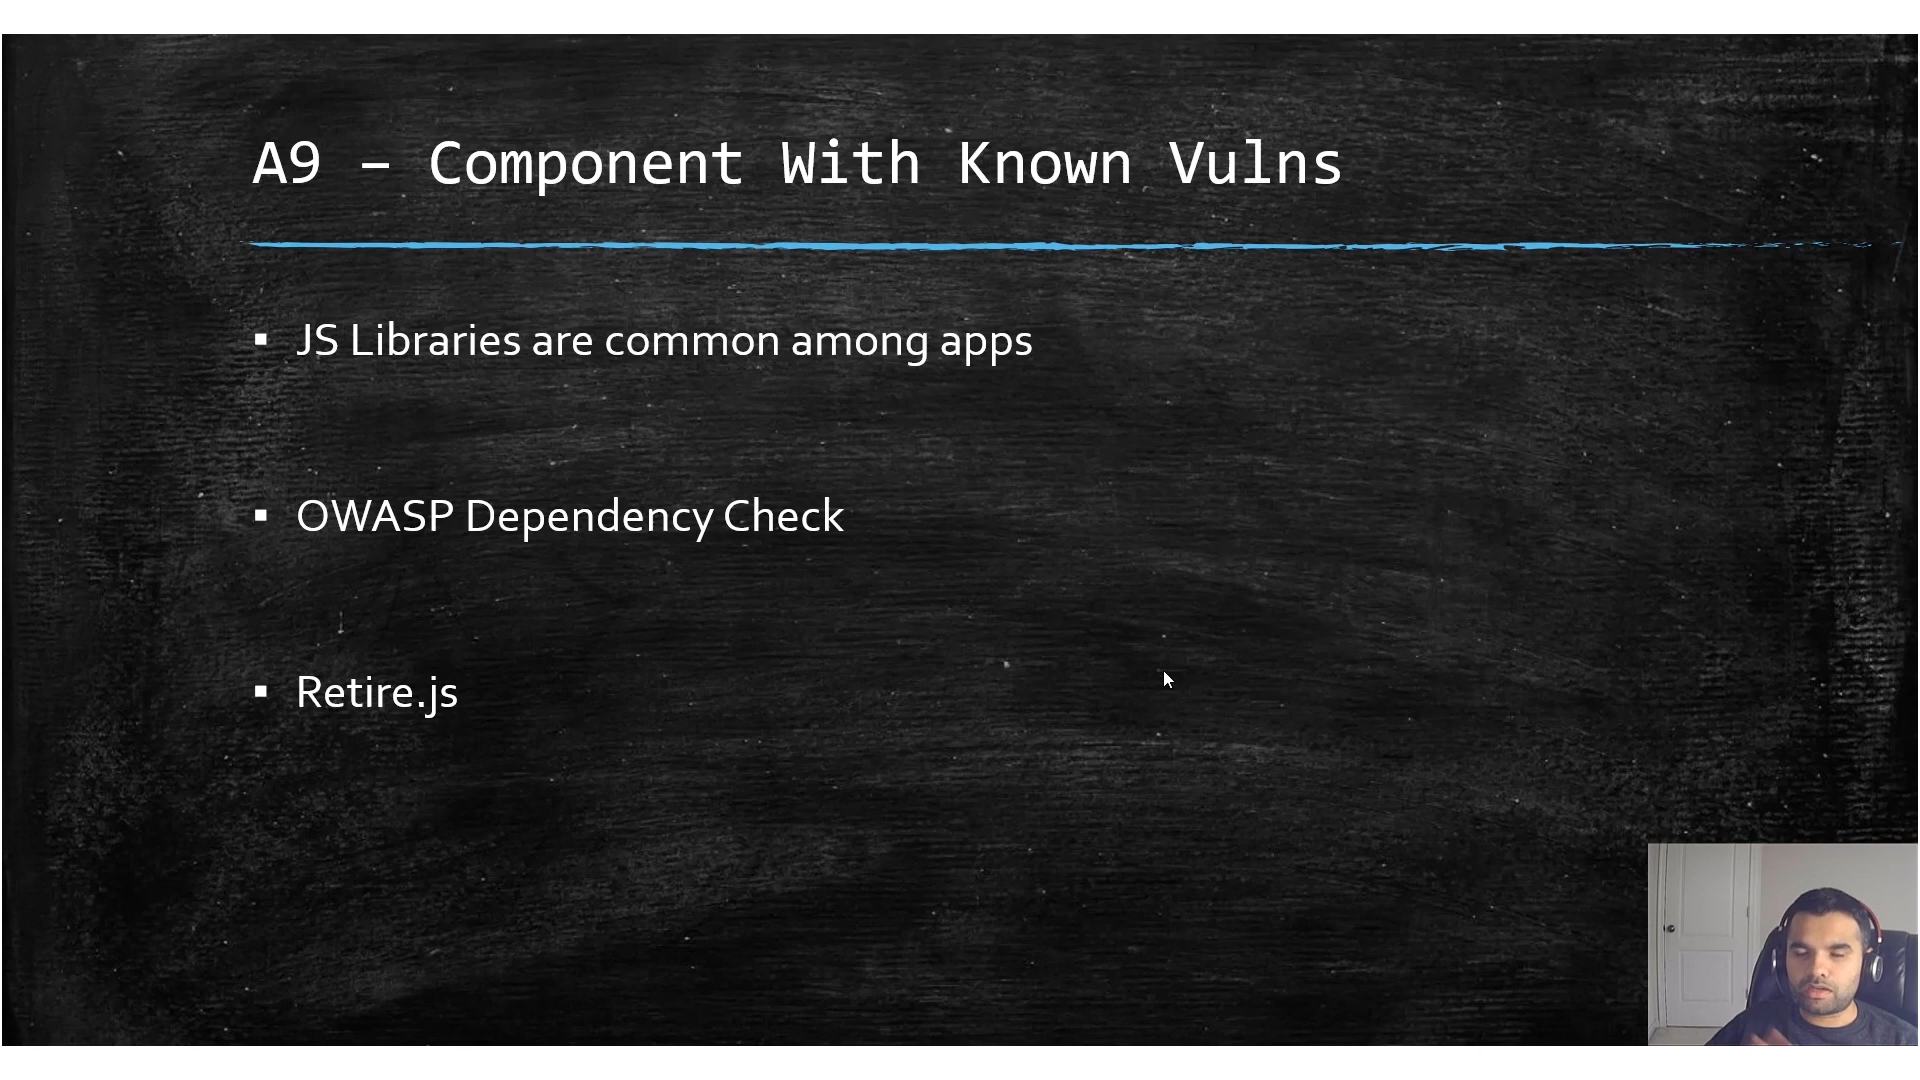 A9 – Component With Known Vulns
▪ JS Libraries are common among apps
▪ OWASP Dependency Check
▪ Retire.js